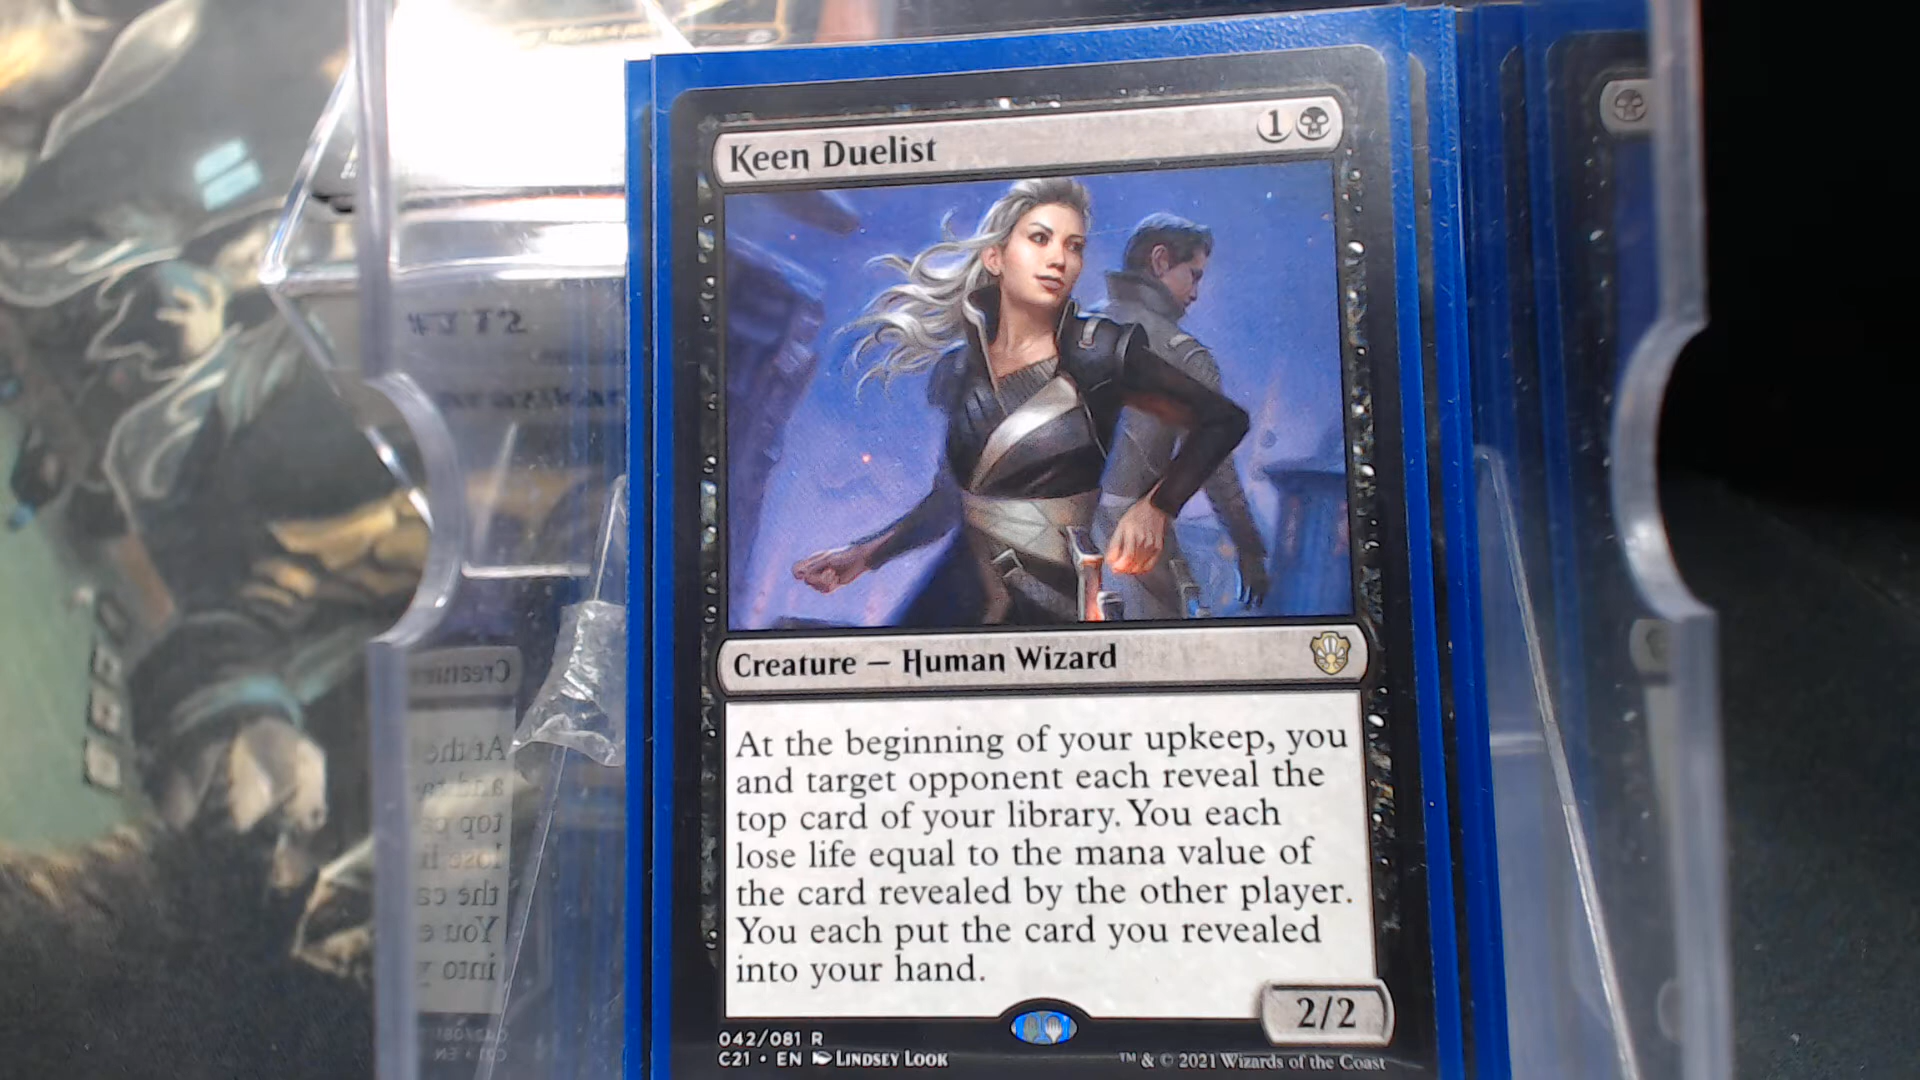 Keen Duelist
1
Creature — Human Wizard
At the beginning of your upkeep, you
and target opponent each reveal the
top card of your library. You each
lose life equal to the mana value of
the card revealed by the other player.
You each put the card you revealed
into your hand.
2/2
042/081 R
C21 • EN LINDSEY LOOK
™ & © 2021 Wizards of the Coast